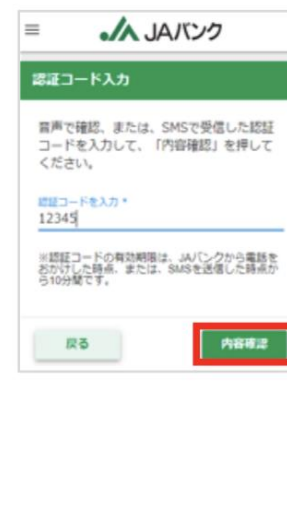 JAバンク
認証コード入力
音声で確認、または、SMSで受信した認証
コードを入力して、「内容確認」を押して
ください。
認証コードを入力 *
12345
※認証コードの有効期限は、JAバンクから電話を
おかけした時点、または、SMSを送信した時点か
ら10分間です。
戻る
内容確認